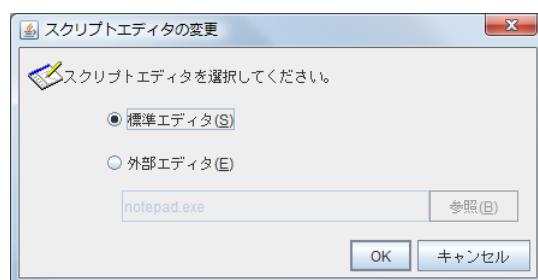 スクリプトエディタの変更
スクリプトエディタを選択してください。
標準エディタ(S)
外部エディタ(E)
notepad.exe 参照(B)
OK キャンセル